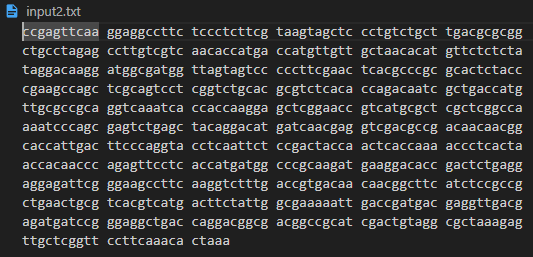 input2.txt
ccgagttcaa ggaggccttc tccctcttcg taagtagctc cctgtctgct tgacgcgcgg
ctgcctagag ccttgtcgtc aacaccatga ccatgttgtt gctaacacat gttctctcta
taggacaagg atggcgatgg ttagtagtcc cccttcgaac tcacgcccgc gcactctacc
cgaagccagc tcgcagtcct cggtctgcac gcgtctcaca ccagacaatc gctgaccatg
ttgcgccgca ggtcaaatca caccaaggga gctcggaacc gtcatgcgct cgctcggcca
aaatcccagc gagtctgagc tacaggacat gatcaacgag gtcgacgccg acaacaacgg
caccattgac ttcccaggta cctcaattct ccgactacca actcaccaaa accctcacta
accacaaccc agagttcctc accatgatgg cccgcaagat gaaggacacc gactctgagg
aggagattcg ggaagccttc aaggtctttg accgtgacaa caacggcttc atctccgccg
ctgaactgcg tcacgtcatg acttctattg gcgaaaaatt gaccgatgac gaggttgacg
agatgatccg ggaggctgac caggacggcg acggccgcat cgactgtagg cgctaaagag
ttgctcggtt ccttcaaaca ctaaa